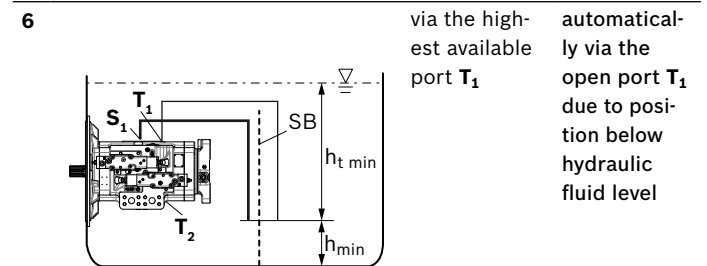 6
via the high-
est available
port T₁
automatical-
ly via the
open port T₁
due to posi-
tion below
hydraulic
fluid level
T₁
S₁
SB
hₜ ₘᵢₙ
T₂
hₘᵢₙ